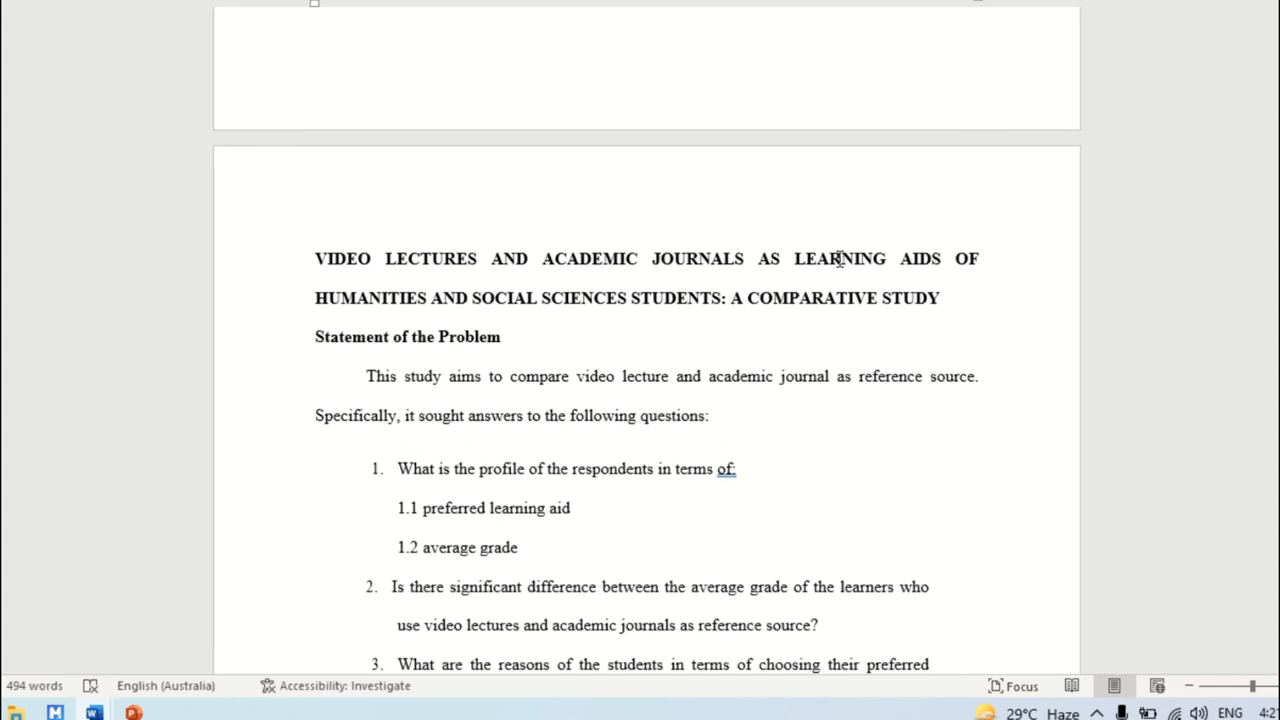 VIDEO LECTURES AND ACADEMIC JOURNALS AS LEARNING AIDS OF
HUMANITIES AND SOCIAL SCIENCES STUDENTS: A COMPARATIVE STUDY
Statement of the Problem
This study aims to compare video lecture and academic journal as reference source.
Specifically, it sought answers to the following questions:
1. What is the profile of the respondents in terms of:
1.1 preferred learning aid
1.2 average grade
2. Is there significant difference between the average grade of the learners who
use video lectures and academic journals as reference source?
3. What are the reasons of the students in terms of choosing their preferred
494 words English (Australia) Accessibility: Investigate Focus
29°C Haze ENG